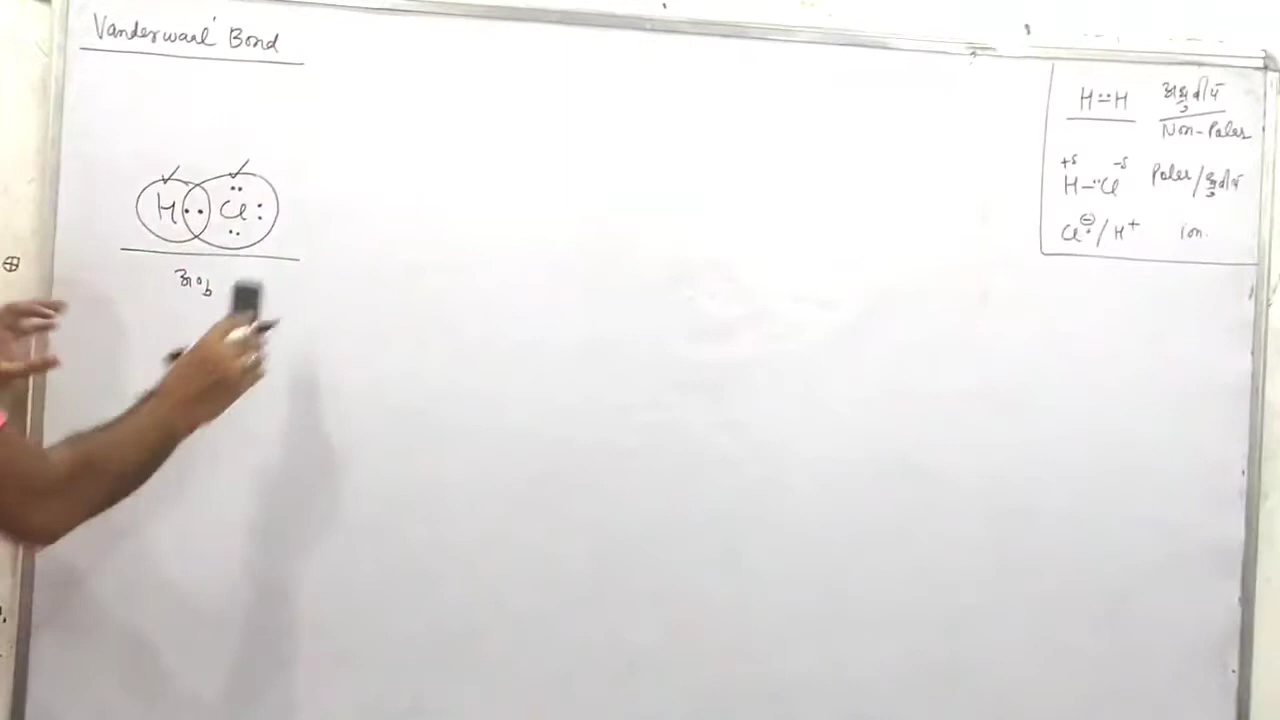 Vanderwaal' Bond
H : Cl
H = H अध्रुवीय
Non-Polar
+δ -δ
H - Cl Polar / ध्रुवीय
Cl⊖ / H+ ion.